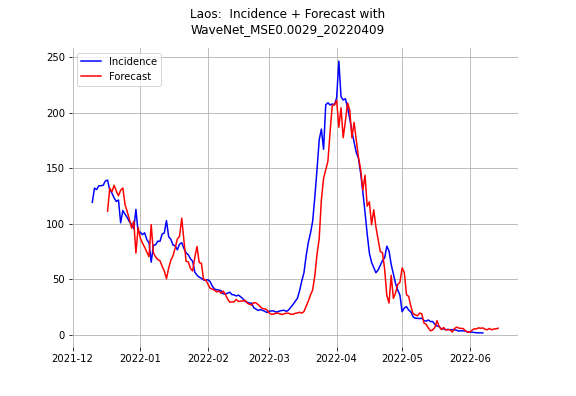 Laos:  Incidence + Forecast with
WaveNet_MSE0.0029_20220409
250
200
150
100
50
0
Incidence
Forecast
2021-12 2022-01 2022-02 2022-03 2022-04 2022-05 2022-06